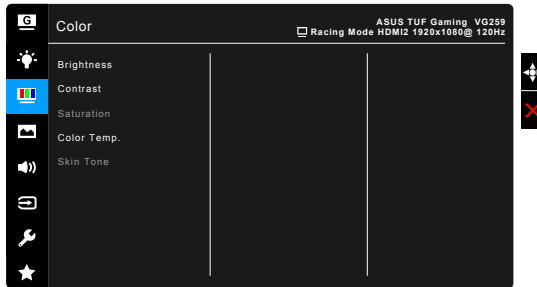 G
Color
ASUS TUF Gaming VG259
Racing Mode HDMI2 1920x1080@ 120Hz
Brightness
Contrast
Saturation
Color Temp.
Skin Tone